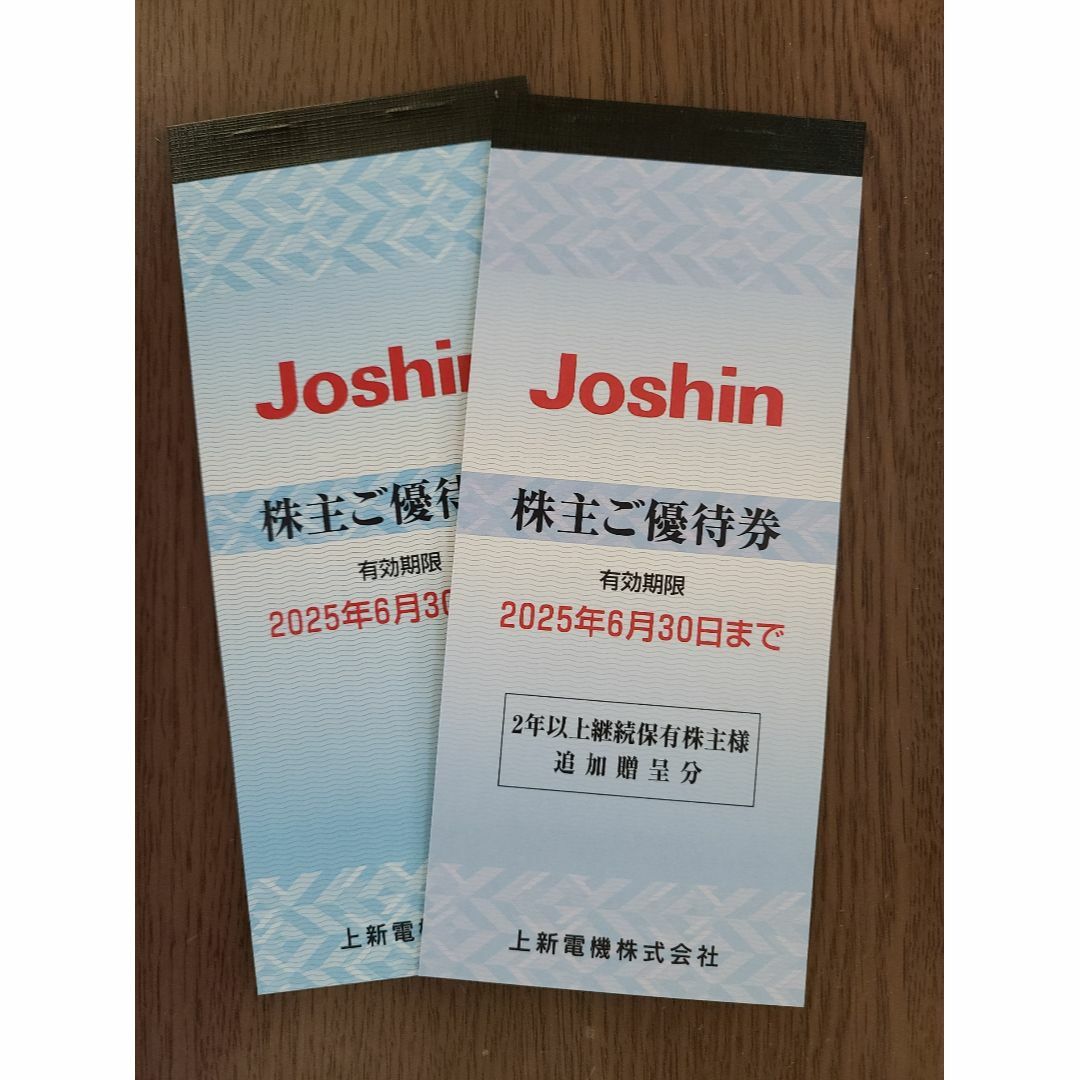 Joshin
株主ご優待
有効期限
2025年6月30
上新電
Joshin
株主ご優待券
有効期限
2025年6月30日まで
2年以上継続保有株主様
追加贈呈分
上新電機株式会社